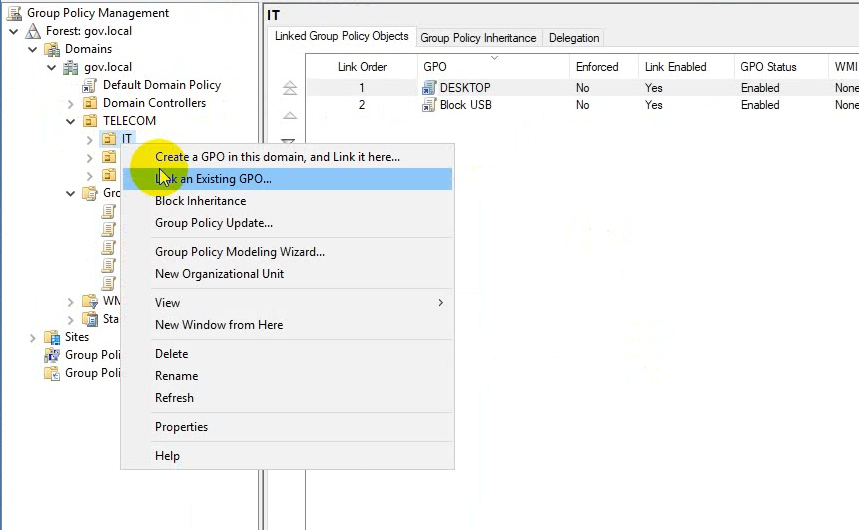 Group Policy Management
Forest: gov.local
Domains
gov.local
Default Domain Policy
Domain Controllers
TELECOM
IT
Gro
WM
Sta
Sites
Group Poli
Group Poli
Create a GPO in this domain, and Link it here...
Link an Existing GPO...
Block Inheritance
Group Policy Update...
Group Policy Modeling Wizard...
New Organizational Unit
View
New Window from Here
Delete
Rename
Refresh
Properties
Help
IT
Linked Group Policy Objects Group Policy Inheritance Delegation
Link Order GPO Enforced Link Enabled GPO Status WMI
1 DESKTOP No Yes Enabled None
2 Block USB No Yes Enabled None